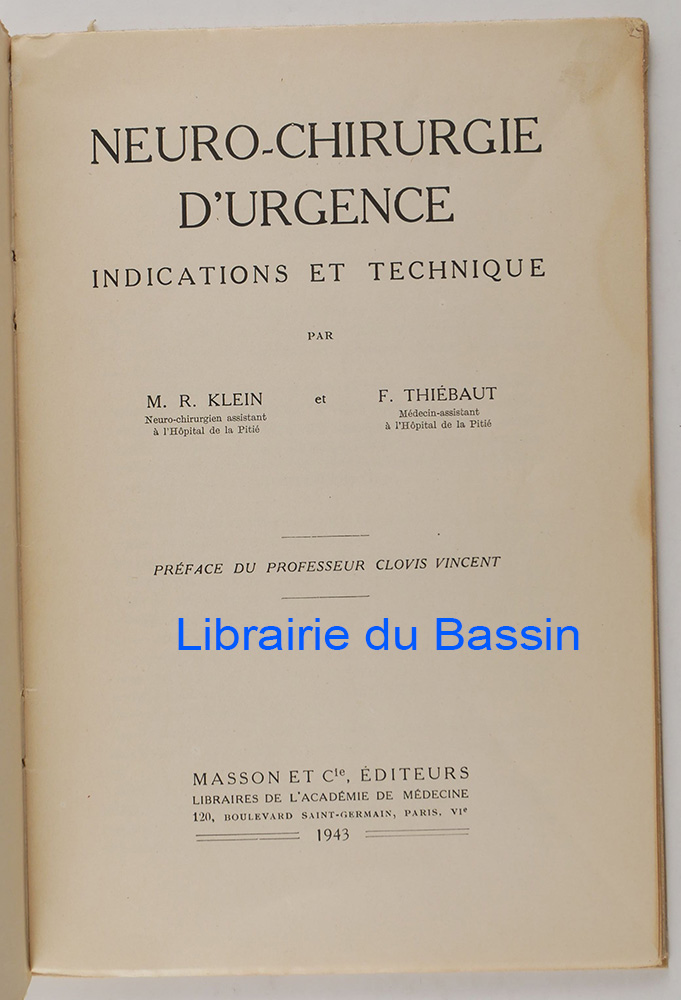 NEURO-CHIRURGIE
D'URGENCE
INDICATIONS ET TECHNIQUE
PAR
M. R. KLEIN et F. THIÉBAUT
Neuro-chirurgien assistant Médecin-assistant
à l'Hôpital de la Pitié à l'Hôpital de la Pitié
PRÉFACE DU PROFESSEUR CLOVIS VINCENT
Librairie du Bassin
MASSON ET Cie, ÉDITEURS
LIBRAIRES DE L'ACADÉMIE DE MÉDECINE
120, BOULEVARD SAINT-GERMAIN, PARIS, VIe
1943